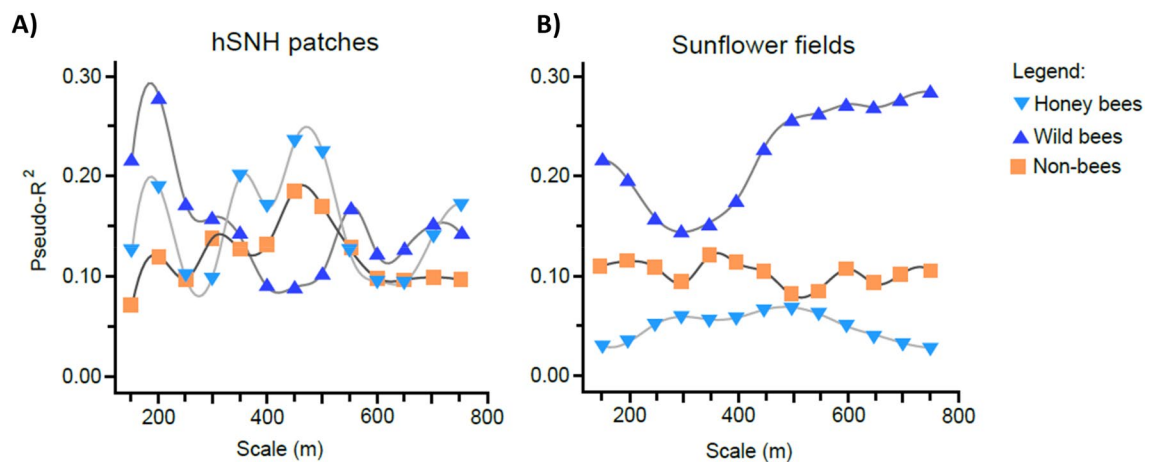 A)
hSNH patches
0.30
0.20
0.10
0.00
Pseudo-R²
200 400 600 800
Scale (m)
B)
Sunflower fields
0.30
0.20
0.10
0.00
200 400 600 800
Scale (m)
Legend:
Honey bees
Wild bees
Non-bees